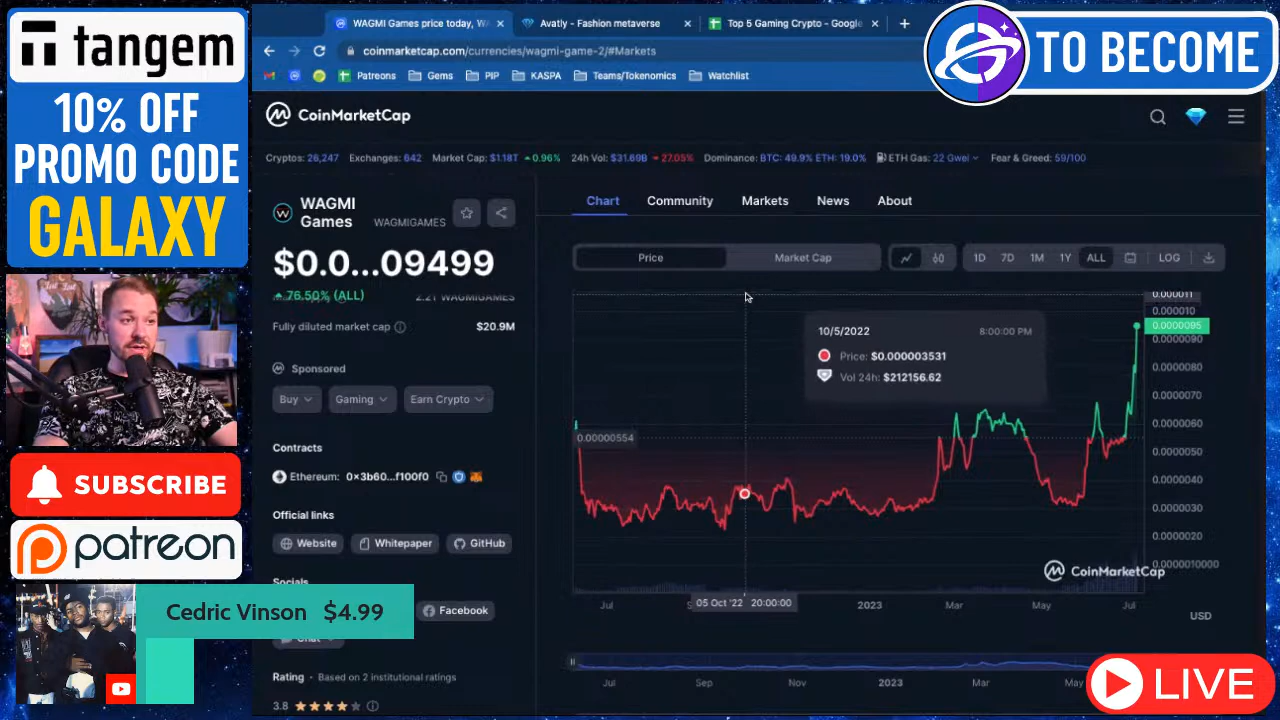 tangem
10% OFF
PROMO CODE
GALAXY
SUBSCRIBE
patreon
Cedric Vinson $4.99
TO BECOME
LIVE
WAGMI Games price today, W
Avatly - Fashion metaverse
Top 5 Gaming Crypto - Google
coinmarketcap.com/currencies/wagmi-game-2/#Markets
Patreons
Gems
PIP
KASPA
Teams/Tokenomics
Watchlist
CoinMarketCap
Cryptos: 26,247 Exchanges: 642 Market Cap: $1.18T 0.96% 24h Vol: $31.69B 27.05% Dominance: BTC: 49.9% ETH: 19.0% ETH Gas: 22 Gwei Fear & Greed: 59/100
WAGMI
Games
WAGMIGAMES
$0.0...09499
76.50% (ALL)
2.2T WAGMIGAMES
Fully diluted market cap
$20.9M
Sponsored
Buy
Gaming
Earn Crypto
Contracts
Ethereum: 0x3b60...f100f0
Official links
Website
Whitepaper
GitHub
Socials
Facebook
Chat
Rating Based on 2 institutional ratings
3.8
Chart
Community
Markets
News
About
Price
Market Cap
1D 7D 1M 1Y ALL
LOG
10/5/2022 8:00:00 PM
Price: $0.000003531
Vol 24h: $212156.62
0.00000554
0.000011
0.000010
0.0000095
0.0000090
0.0000080
0.0000070
0.0000060
0.0000050
0.0000040
0.0000030
0.0000020
0.0000010000
CoinMarketCap
Jul
05 Oct '22 20:00:00
2023
Mar
May
Jul
USD
Jul
Sep
Nov
2023
Mar
May